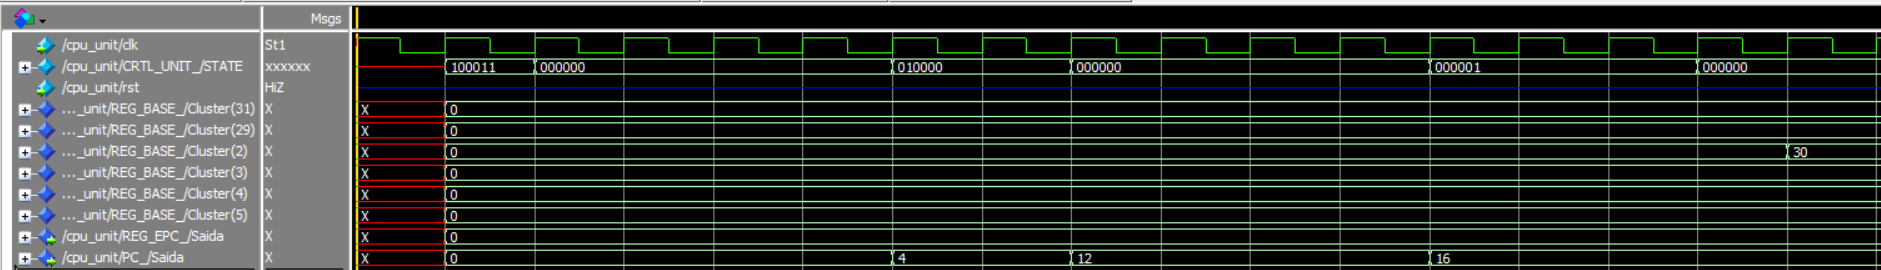 Msgs
/cpu_unit/clk St1
/cpu_unit/CRTL_UNIT_/STATE xxxxxx 100011 000000 010000 000000 000001 000000
/cpu_unit/rst HiZ
..._unit/REG_BASE_/Cluster(31) X X 0
..._unit/REG_BASE_/Cluster(29) X X 0
..._unit/REG_BASE_/Cluster(2) X X 0 30
..._unit/REG_BASE_/Cluster(3) X X 0
..._unit/REG_BASE_/Cluster(4) X X 0
..._unit/REG_BASE_/Cluster(5) X X 0
/cpu_unit/REG_EPC_/Saida X X 0
/cpu_unit/PC_/Saida X X 0 4 12 16